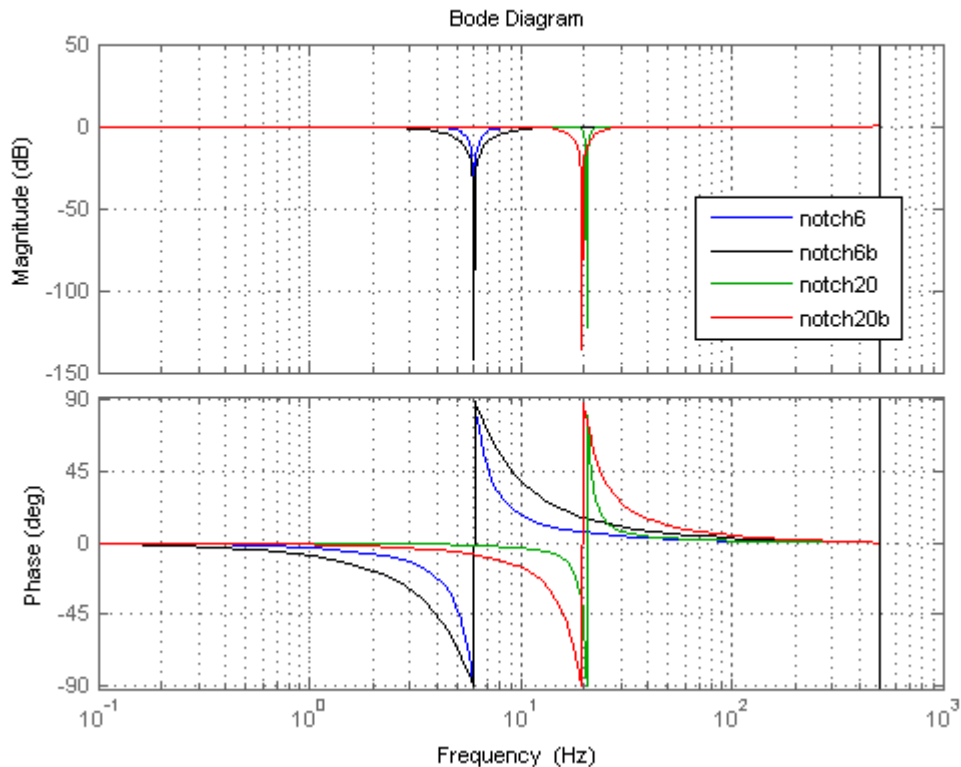 Bode Diagram
Magnitude (dB)
50
0
-50
-100
-150
notch6
notch6b
notch20
notch20b
Phase (deg)
90
45
0
-45
-90
10^-1
10^0
10^1
10^2
10^3
Frequency (Hz)